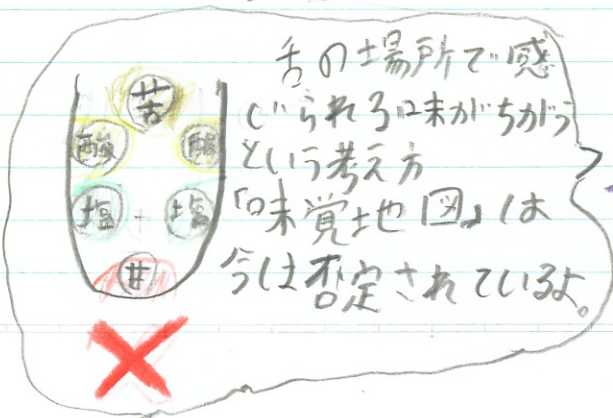 舌の場所で感
じられる味がちがう
という考え方
「味覚地図」は
今は否定されているよ。
苦
酸 酸
塩 塩
甘